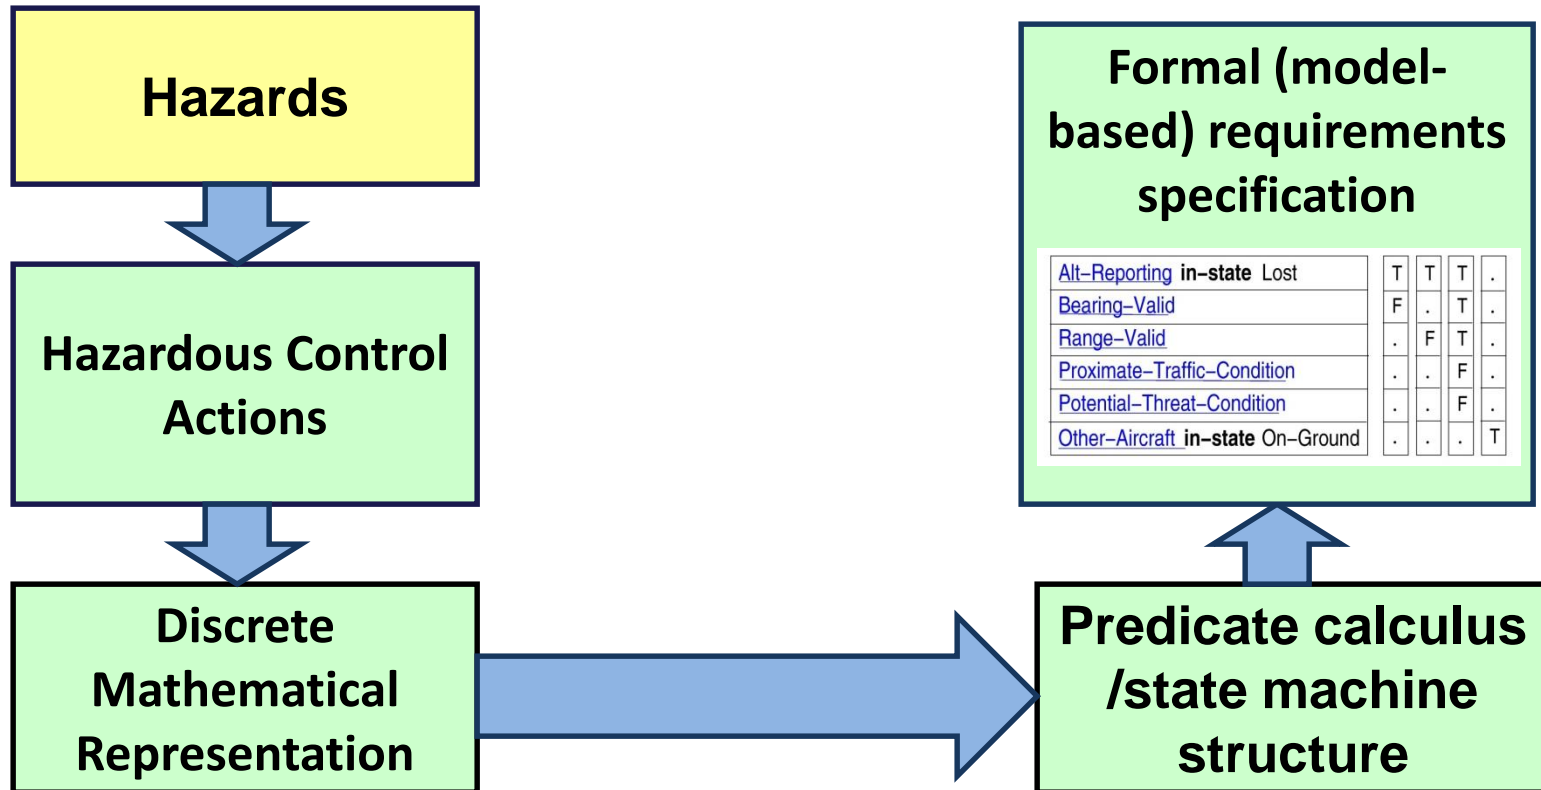 Hazards
Hazardous Control
Actions
Discrete
Mathematical
Representation
Predicate calculus
/state machine
structure
Formal (model-
based) requirements
specification
Alt–Reporting in–state Lost T T T .
Bearing–Valid F . T .
Range–Valid . F T .
Proximate–Traffic–Condition . . F .
Potential–Threat–Condition . . F .
Other–Aircraft in–state On–Ground . . . T